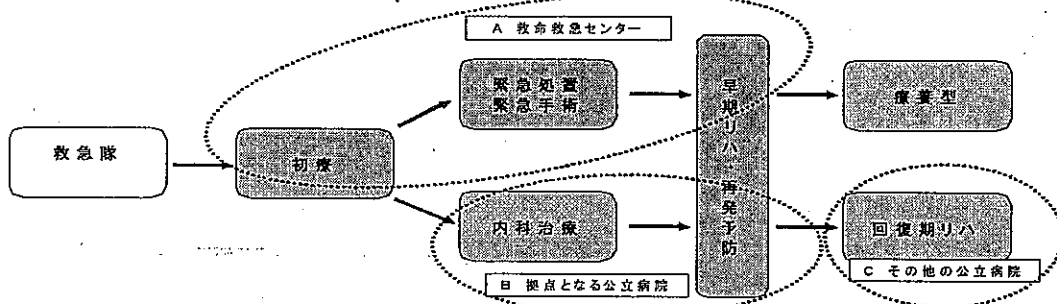 A 救命救急センター
緊急処置
緊急手術
早期リハ・再発予防
療養型
救急隊
初療
内科治療
回復期リハ
B 拠点となる公立病院
C その他の公立病院